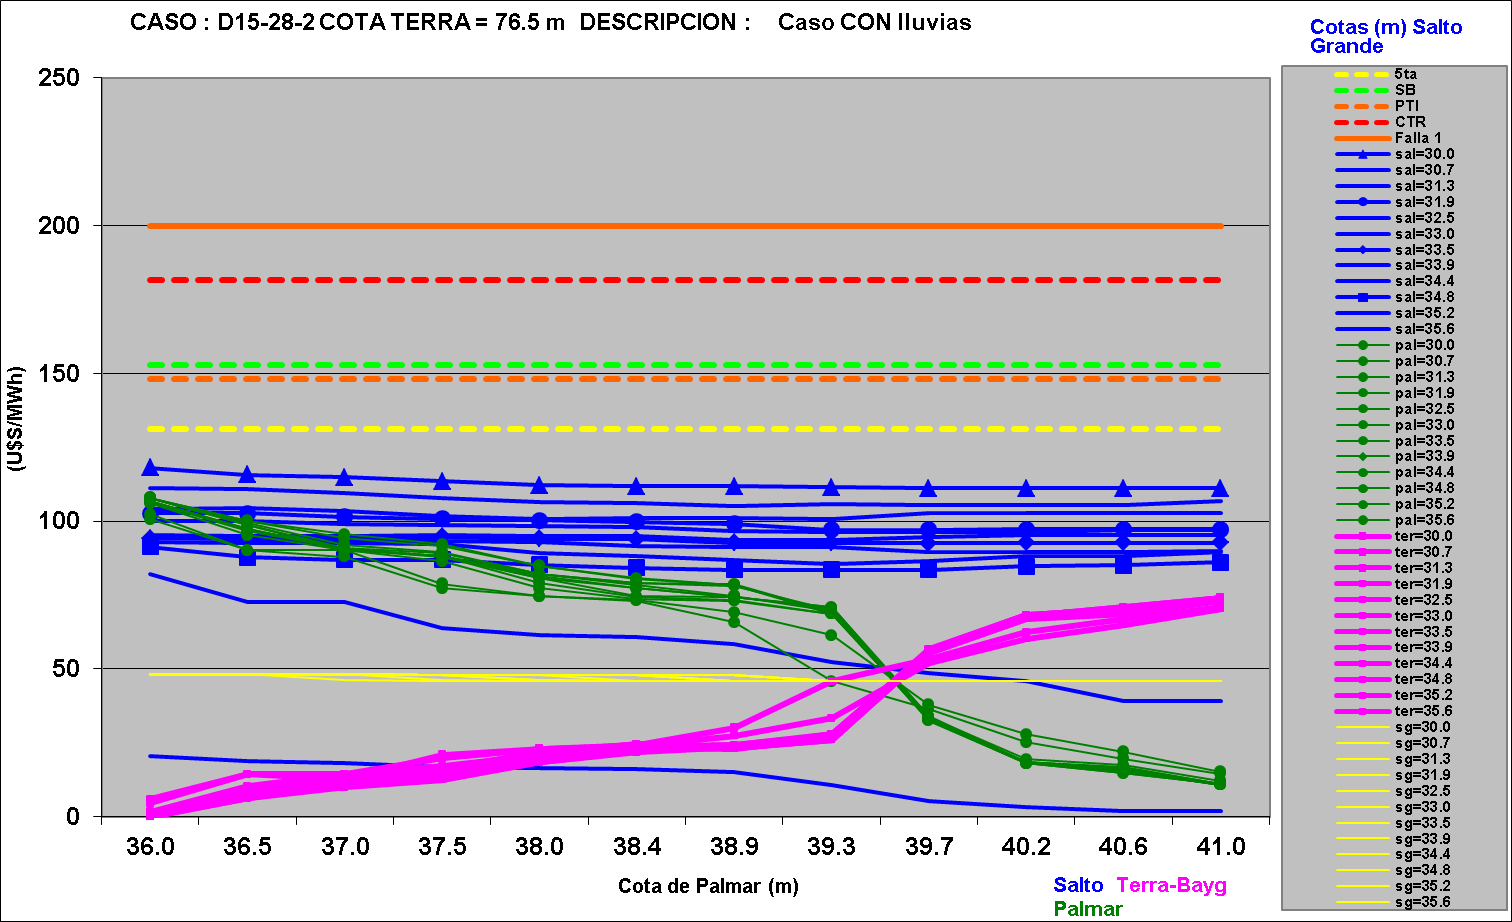 CASO : D15-28-2 COTA TERRA = 76.5 m DESCRIPCION : Caso CON lluvias
Cotas (m) Salto
Grande
250
200
150
100
50
0
(U$S/MWh)
36.0 36.5 37.0 37.5 38.0 38.4 38.9 39.3 39.7 40.2 40.6 41.0
Cota de Palmar (m)
Salto Terra-Bayg
Palmar
5ta
SB
PTI
CTR
Falla 1
sal=30.0
sal=30.7
sal=31.3
sal=31.9
sal=32.5
sal=33.0
sal=33.5
sal=33.9
sal=34.4
sal=34.8
sal=35.2
sal=35.6
pal=30.0
pal=30.7
pal=31.3
pal=31.9
pal=32.5
pal=33.0
pal=33.5
pal=33.9
pal=34.4
pal=34.8
pal=35.2
pal=35.6
ter=30.0
ter=30.7
ter=31.3
ter=31.9
ter=32.5
ter=33.0
ter=33.5
ter=33.9
ter=34.4
ter=34.8
ter=35.2
ter=35.6
sg=30.0
sg=30.7
sg=31.3
sg=31.9
sg=32.5
sg=33.0
sg=33.5
sg=33.9
sg=34.4
sg=34.8
sg=35.2
sg=35.6